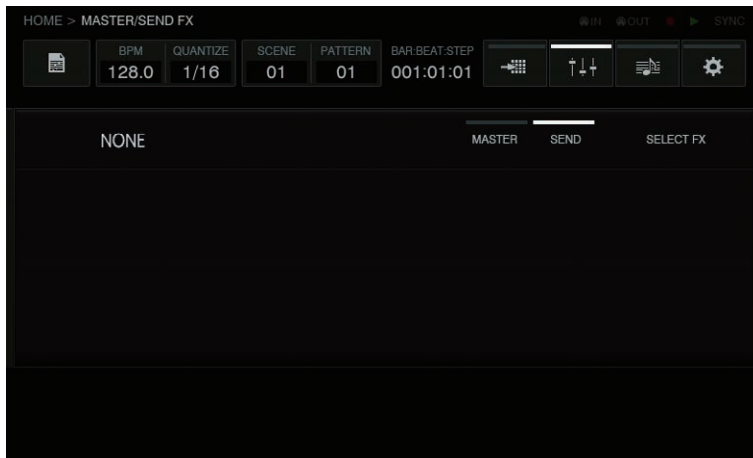 HOME > MASTER/SEND FX
IN OUT SYNC
BPM QUANTIZE SCENE PATTERN BAR:BEAT:STEP
128.0 1/16 01 01 001:01:01
NONE MASTER SEND SELECT FX